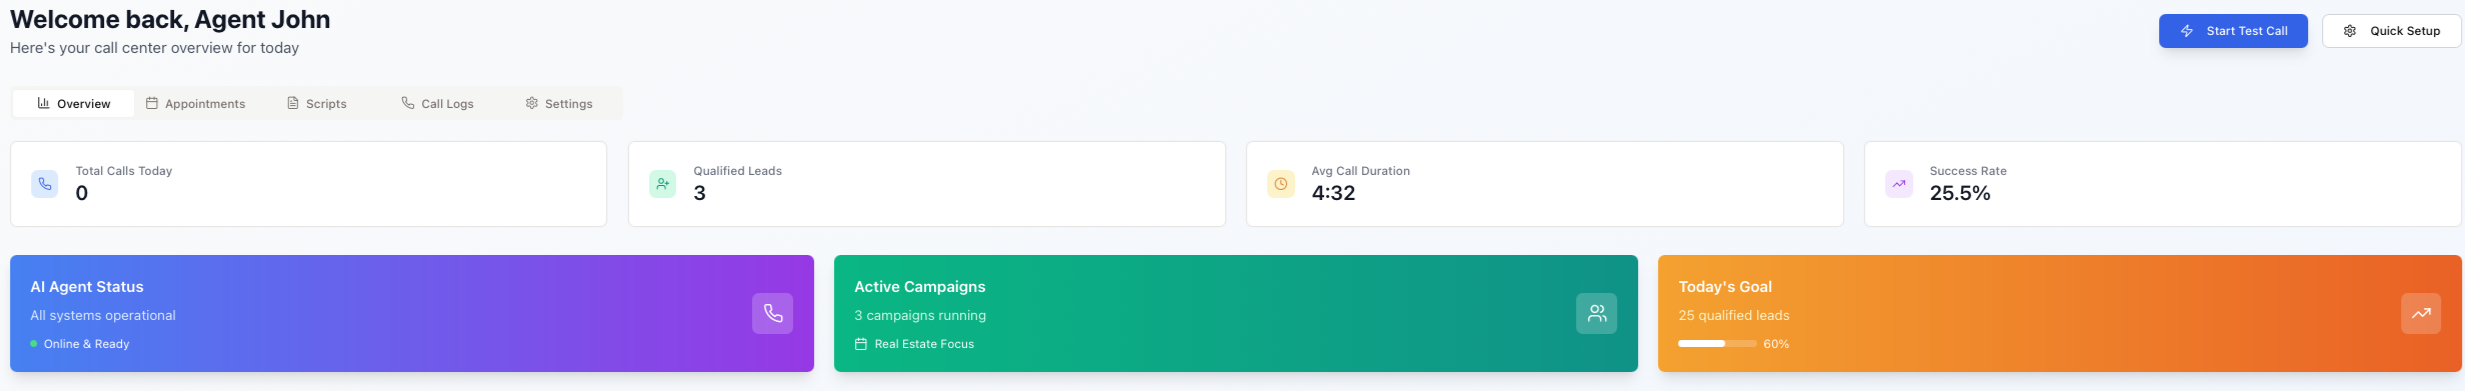 Welcome back, Agent John
Here's your call center overview for today
Start Test Call
Quick Setup
Overview
Appointments
Scripts
Call Logs
Settings
Total Calls Today
0
Qualified Leads
3
Avg Call Duration
4:32
Success Rate
25.5%
AI Agent Status
All systems operational
Online & Ready
Active Campaigns
3 campaigns running
Real Estate Focus
Today's Goal
25 qualified leads
60%